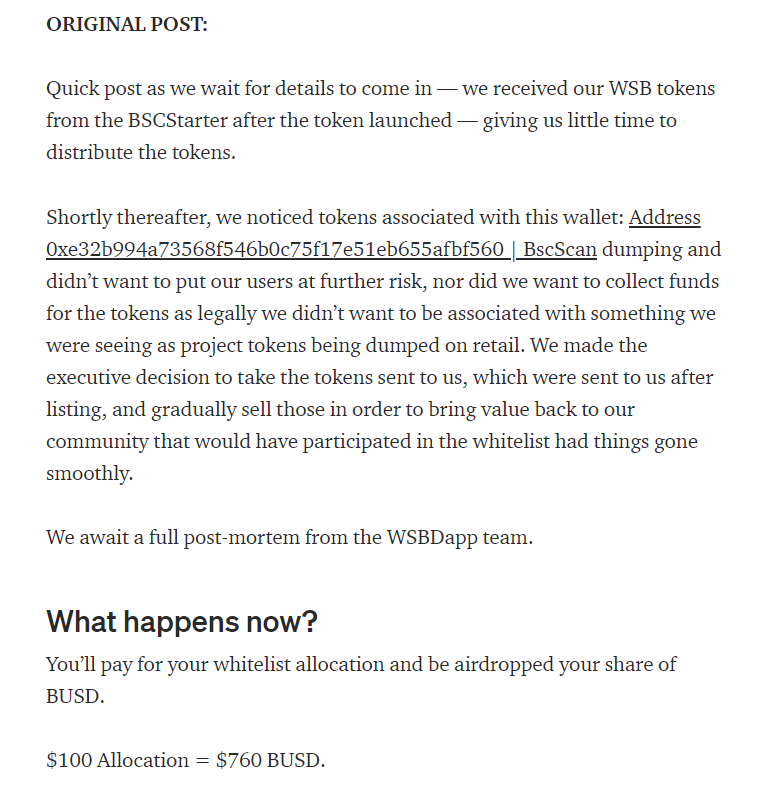 ORIGINAL POST:
Quick post as we wait for details to come in — we received our WSB tokens
from the BSCStarter after the token launched — giving us little time to
distribute the tokens.
Shortly thereafter, we noticed tokens associated with this wallet: Address
0xe32b994a73568f546b0c75f17e51eb655afbf560 | BscScan dumping and
didn’t want to put our users at further risk, nor did we want to collect funds
for the tokens as legally we didn’t want to be associated with something we
were seeing as project tokens being dumped on retail. We made the
executive decision to take the tokens sent to us, which were sent to us after
listing, and gradually sell those in order to bring value back to our
community that would have participated in the whitelist had things gone
smoothly.
We await a full post-mortem from the WSBDapp team.
What happens now?
You’ll pay for your whitelist allocation and be airdropped your share of
BUSD.
$100 Allocation = $760 BUSD.